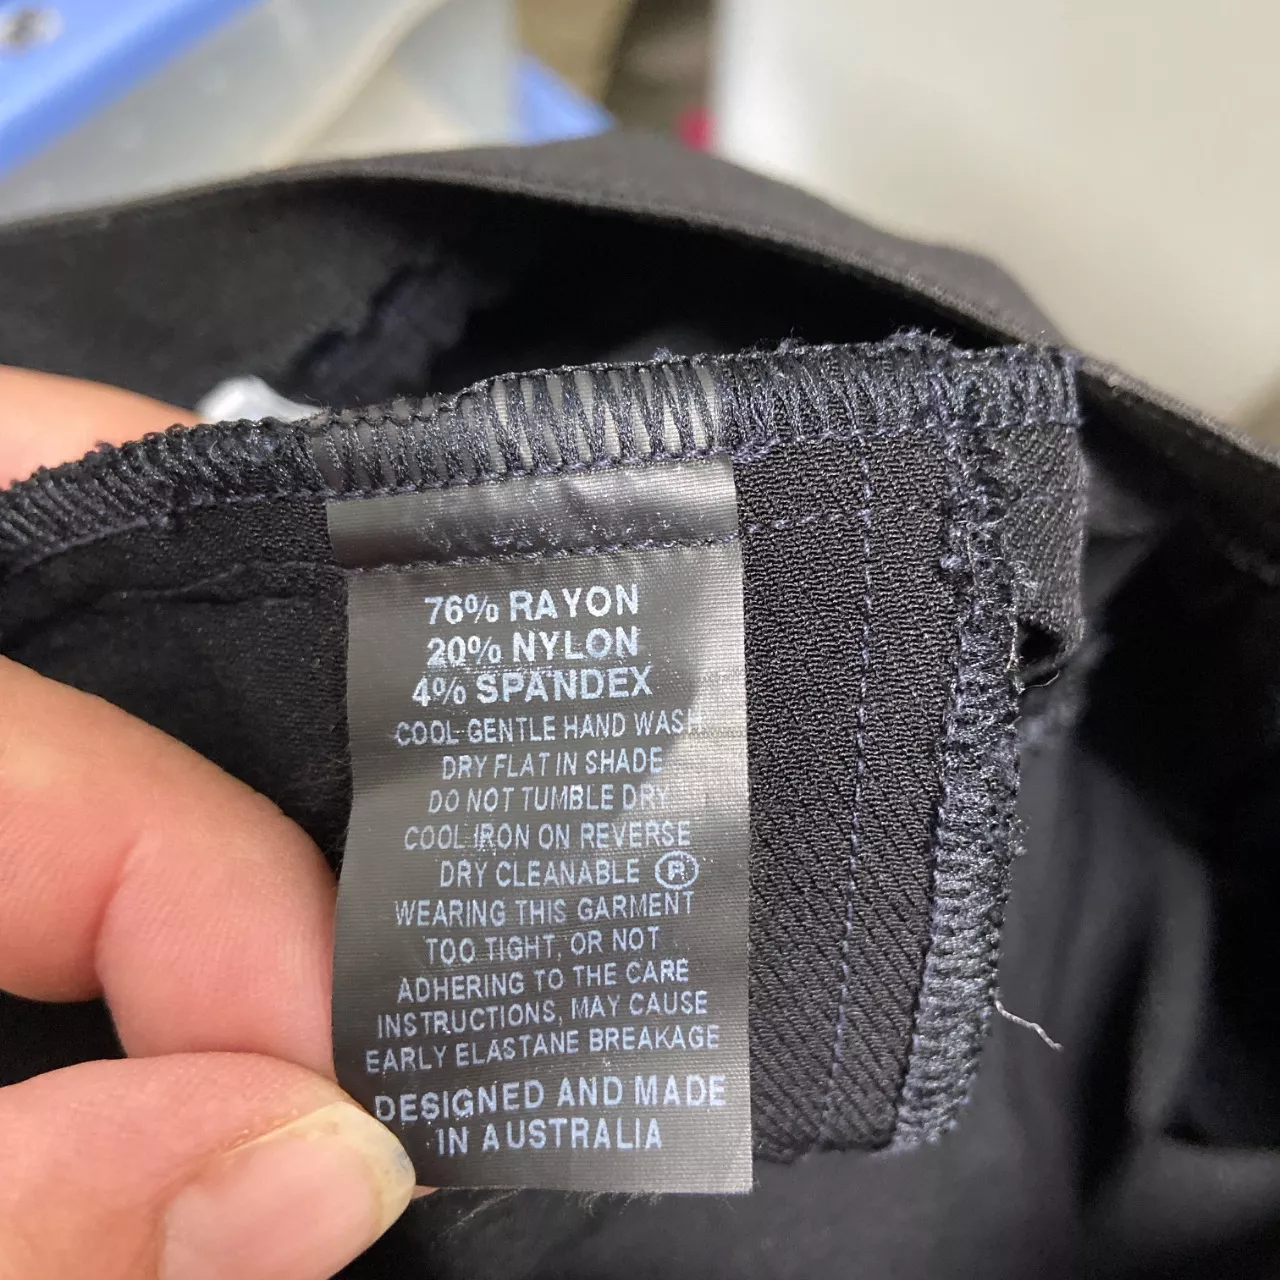 76% RAYON
20% NYLON
4% SPANDEX
COOL GENTLE HAND WASH
DRY FLAT IN SHADE
DO NOT TUMBLE DRY
COOL IRON ON REVERSE
DRY CLEANABLE Ⓟ
WEARING THIS GARMENT
TOO TIGHT, OR NOT
ADHERING TO THE CARE
INSTRUCTIONS, MAY CAUSE
EARLY ELASTANE BREAKAGE
DESIGNED AND MADE
IN AUSTRALIA